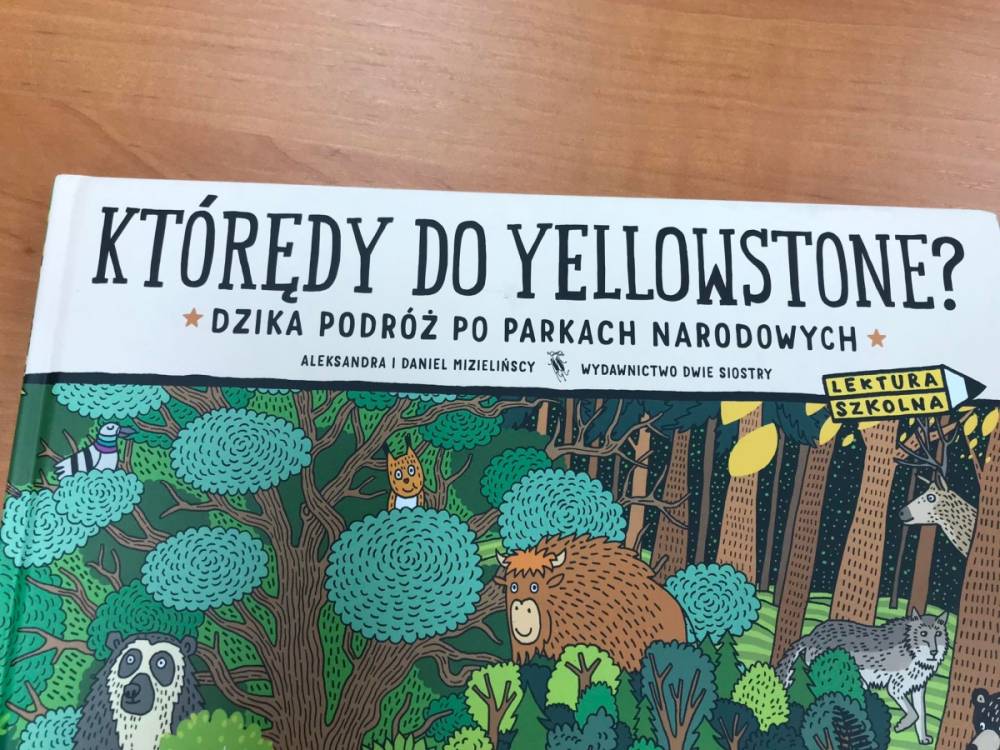 KTÓRĘDY DO YELLOWSTONE?
DZIKA PODRÓŻ PO PARKACH NARODOWYCH
ALEKSANDRA I DANIEL MIZIELIŃSCY WYDAWNICTWO DWIE SIOSTRY
LEKTURA
SZKOLNA